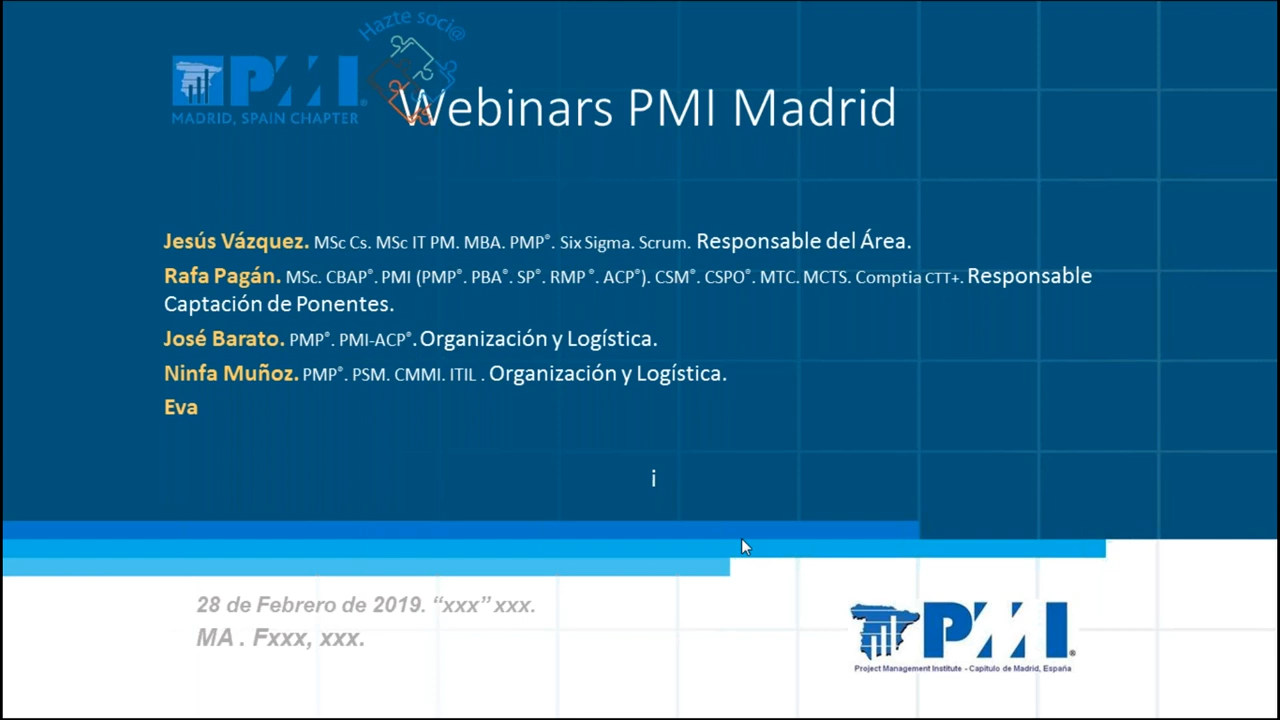 Hazte soci@
PMI®
MADRID, SPAIN CHAPTER
Webinars PMI Madrid
Jesús Vázquez. MSc Cs. MSc IT PM. MBA. PMP®. Six Sigma. Scrum. Responsable del Área.
Rafa Pagán. MSc. CBAP®. PMI (PMP®. PBA®. SP®. RMP ®. ACP®). CSM®. CSPO®. MTC. MCTS. Comptia CTT+. Responsable
Captación de Ponentes.
José Barato. PMP®. PMI-ACP®. Organización y Logística.
Ninfa Muñoz. PMP®. PSM. CMMI. ITIL . Organización y Logística.
Eva
i
28 de Febrero de 2019. “xxx” xxx.
MA . Fxxx, xxx.
PMI®
Project Management Institute - Capítulo de Madrid, España